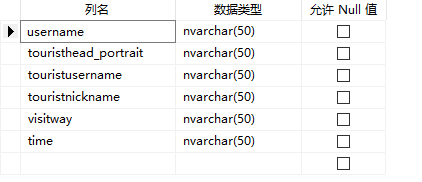 列名 数据类型 允许 Null 值
username nvarchar(50)
touristhead_portrait nvarchar(50)
touristusername nvarchar(50)
touristnickname nvarchar(50)
visitway nvarchar(50)
time nvarchar(50)